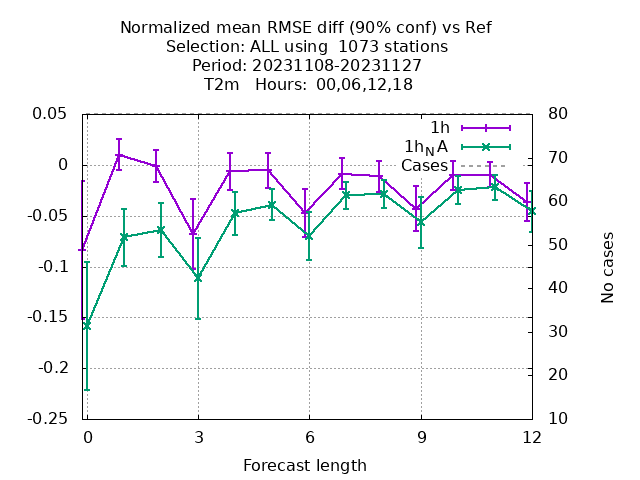 Normalized mean RMSE diff (90% conf) vs Ref
Selection: ALL using  1073 stations
Period: 20231108-20231127
T2m   Hours:  00,06,12,18
0.05
0
-0.05
-0.1
-0.15
-0.2
-0.25
1h
1hNA
Cases
80
70
60
50
40
30
20
10
No cases
0 3 6 9 12
Forecast length